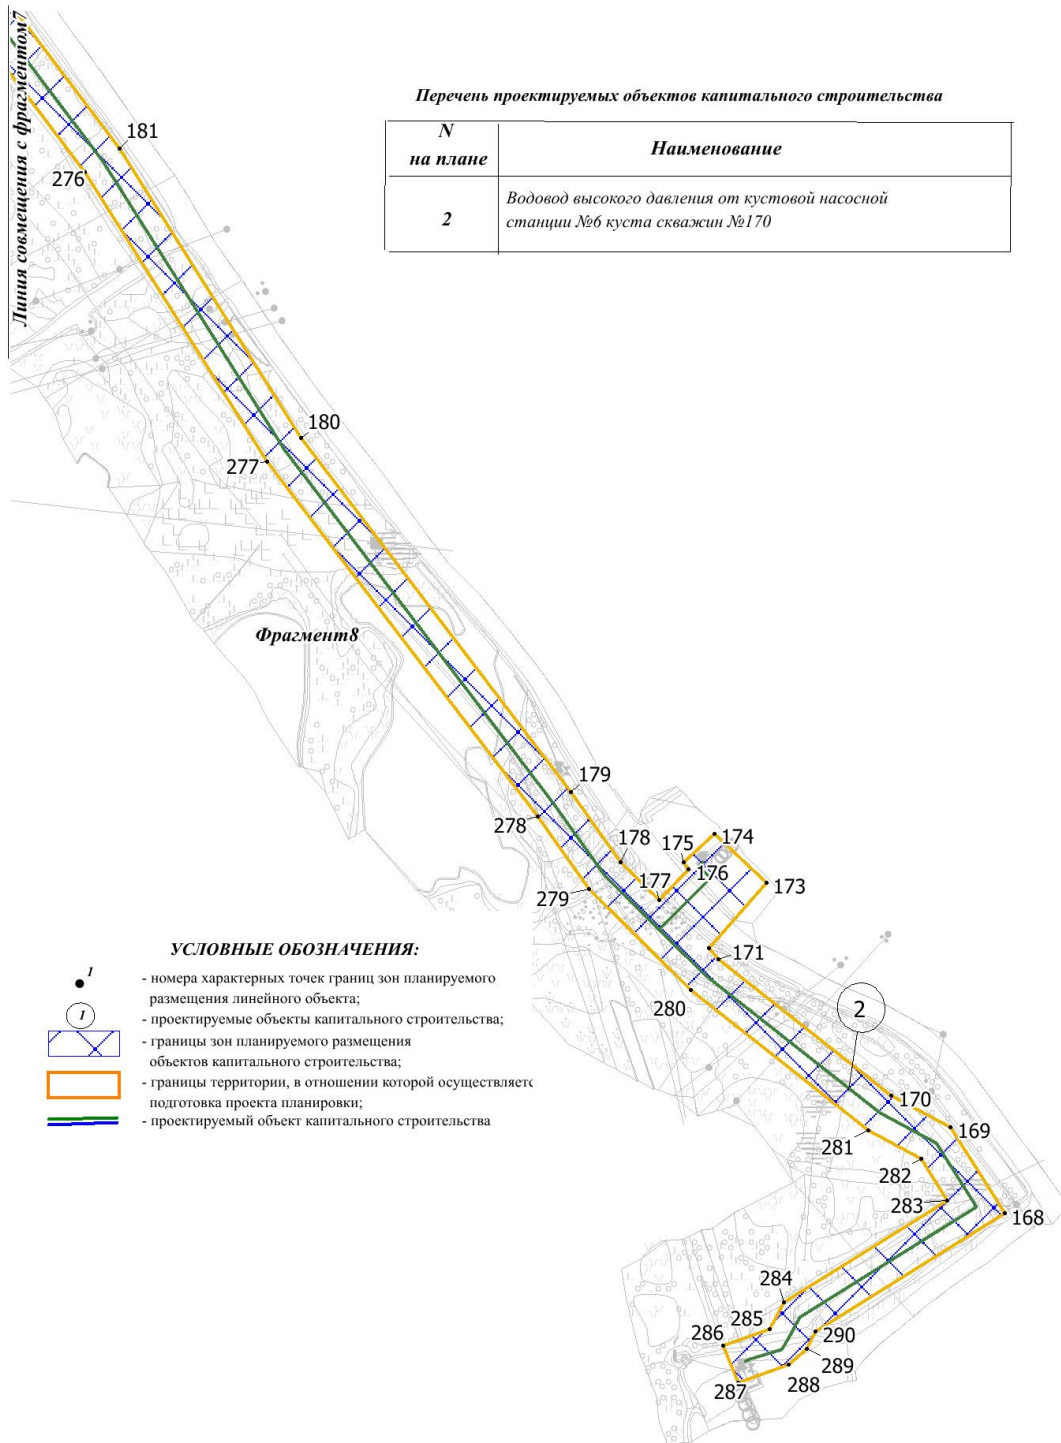 Линия совмещения с фрагментом7
Перечень проектируемых объектов капитального строительства
N
на плане
Наименование
2
Водовод высокого давления от кустовой насосной
станции №6 куста скважин №170
181
276
180
277
Фрагмент8
179
278
178
175
174
176
173
177
279
171
280
2
170
169
281
282
283
168
284
285
286
290
289
288
287
УСЛОВНЫЕ ОБОЗНАЧЕНИЯ:
1
- номера характерных точек границ зон планируемого
размещения линейного объекта;
1
- проектируемые объекты капитального строительства;
- границы зон планируемого размещения
объектов капитального строительства;
- границы территории, в отношении которой осуществляетс
подготовка проекта планировки;
- проектируемый объект капитального строительства